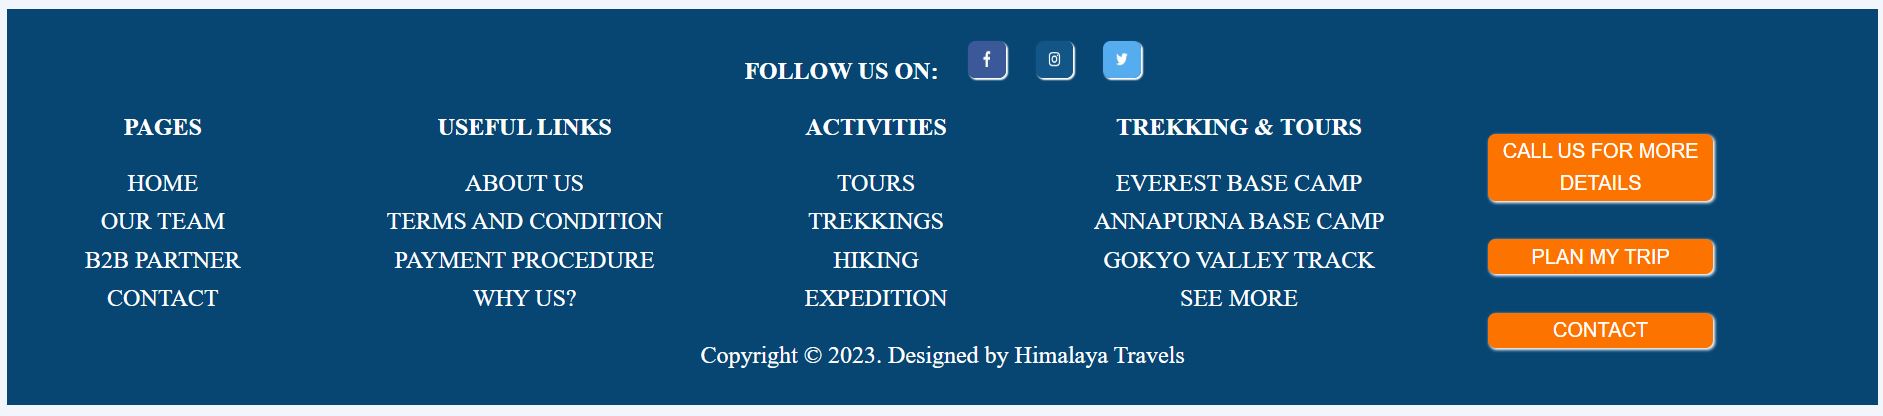 FOLLOW US ON:
PAGES
HOME
OUR TEAM
B2B PARTNER
CONTACT
USEFUL LINKS
ABOUT US
TERMS AND CONDITION
PAYMENT PROCEDURE
WHY US?
ACTIVITIES
TOURS
TREKKINGS
HIKING
EXPEDITION
TREKKING & TOURS
EVEREST BASE CAMP
ANNAPURNA BASE CAMP
GOKYO VALLEY TRACK
SEE MORE
CALL US FOR MORE
DETAILS
PLAN MY TRIP
CONTACT
Copyright © 2023. Designed by Himalaya Travels